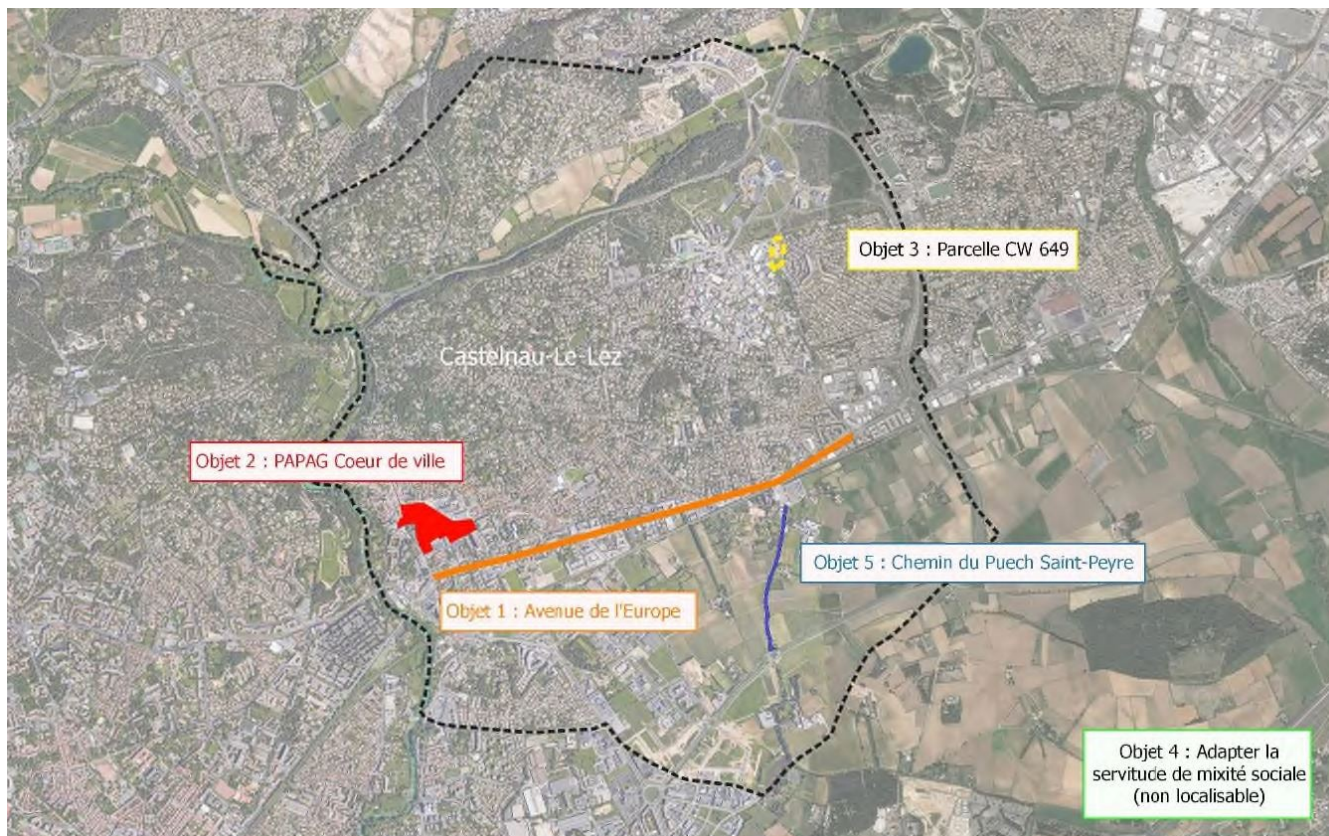 Objet 3 : Parcelle CW 649
Castelnau-Le-Lez
Objet 2 : PAPAG Coeur de ville
Objet 5 : Chemin du Puech Saint-Peyre
Objet 1 : Avenue de l'Europe
Objet 4 : Adapter la
servitude de mixité sociale
(non localisable)